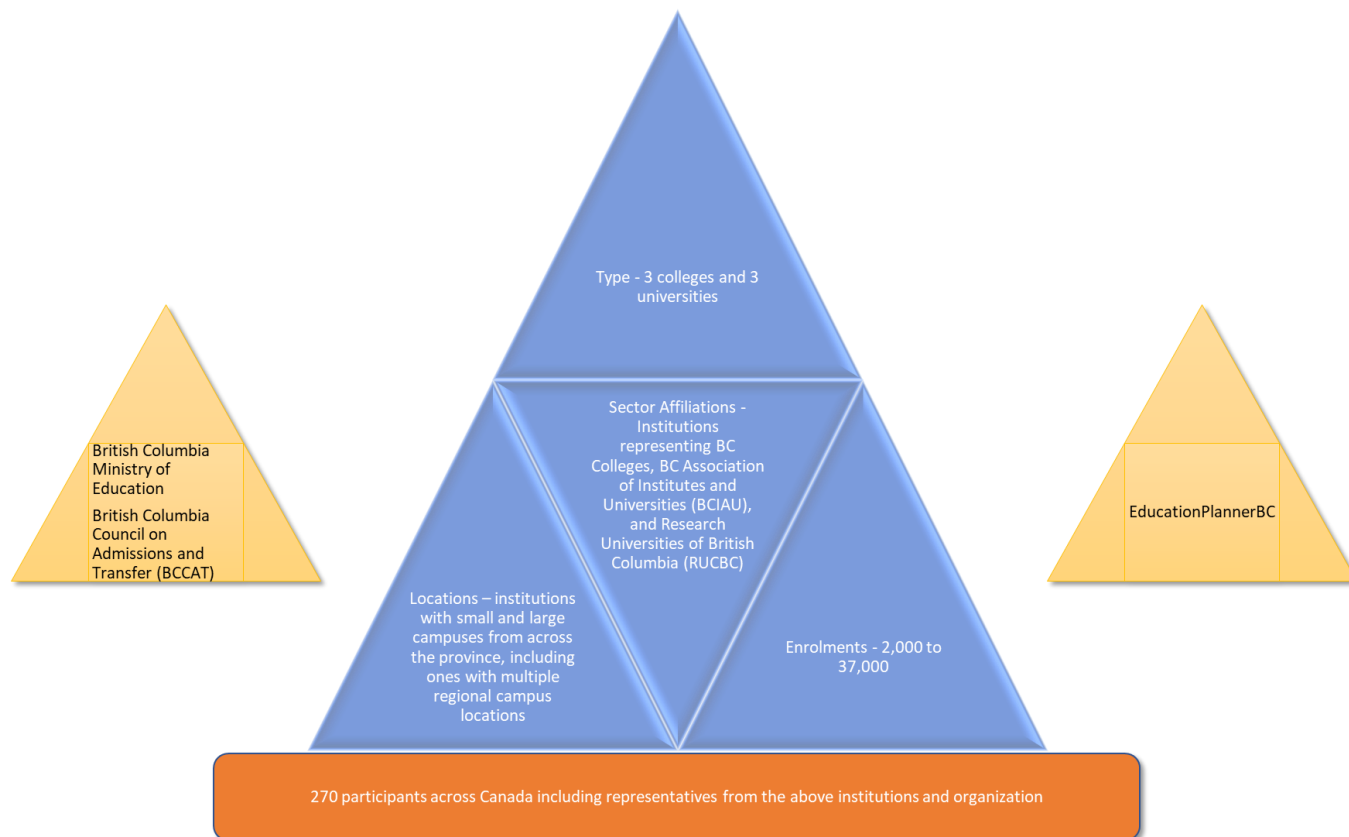 Type - 3 colleges and 3
universities
Sector Affiliations -
Institutions
representing BC
Colleges, BC Association
of Institutes and
Universities (BCIAU),
and Research
Universities of British
Columbia (RUCBC)
British Columbia
Ministry of
Education
British Columbia
Council on
Admissions and
Transfer (BCCAT)
EducationPlannerBC
Locations – institutions
with small and large
campuses from across
the province, including
ones with multiple
regional campus
locations
Enrolments - 2,000 to
37,000
270 participants across Canada including representatives from the above institutions and organization